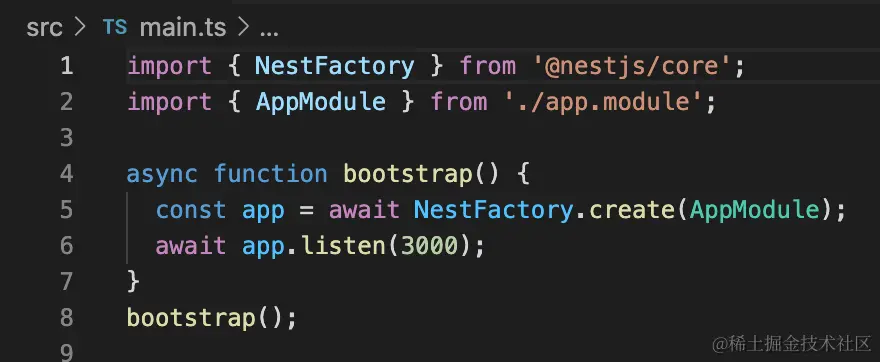 src > TS main.ts > ...
1 import { NestFactory } from '@nestjs/core';
2 import { AppModule } from './app.module';
3
4 async function bootstrap() {
5   const app = await NestFactory.create(AppModule);
6   await app.listen(3000);
7 }
8 bootstrap();
9
@稀土掘金技术社区